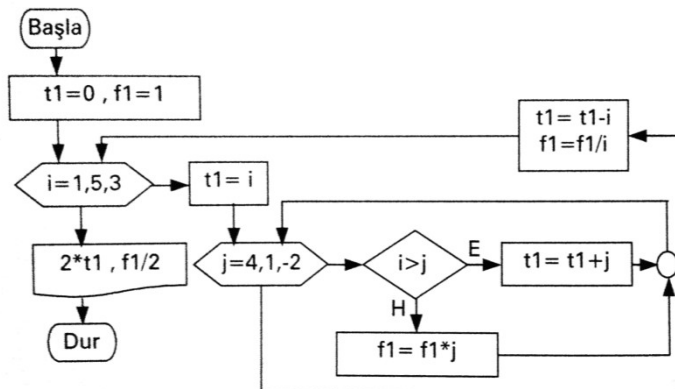 Başla
t1=0 , f1=1
t1= t1-i
f1=f1/i
i=1,5,3
t1= i
2*t1 , f1/2
j=4,1,-2
i>j
E
t1= t1+j
H
Dur
f1= f1*j